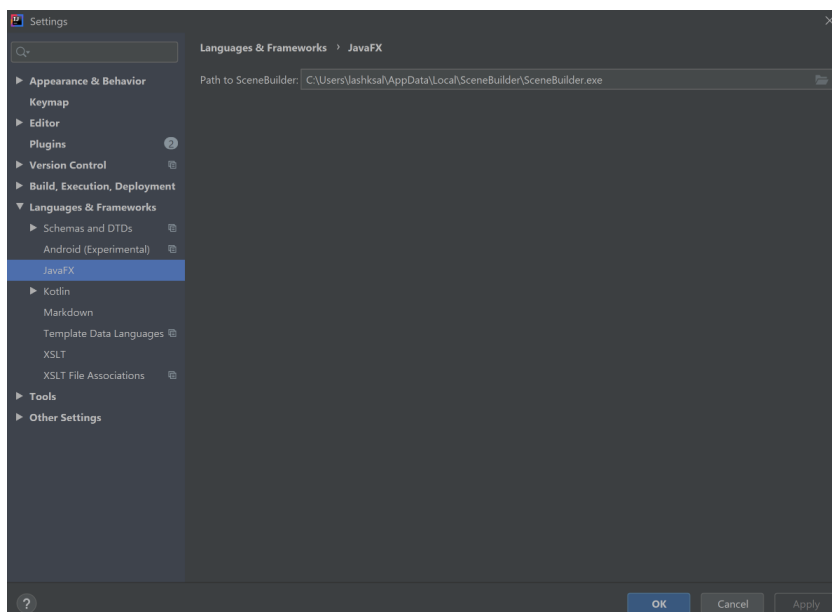 Settings
Languages & Frameworks › JavaFX
Path to SceneBuilder: C:\Users\lashksal\AppData\Local\SceneBuilder\SceneBuilder.exe
Appearance & Behavior
Keymap
Editor
Plugins 2
Version Control
Build, Execution, Deployment
Languages & Frameworks
Schemas and DTDs
Android (Experimental)
JavaFX
Kotlin
Markdown
Template Data Languages
XSLT
XSLT File Associations
Tools
Other Settings
?
OK Cancel Apply